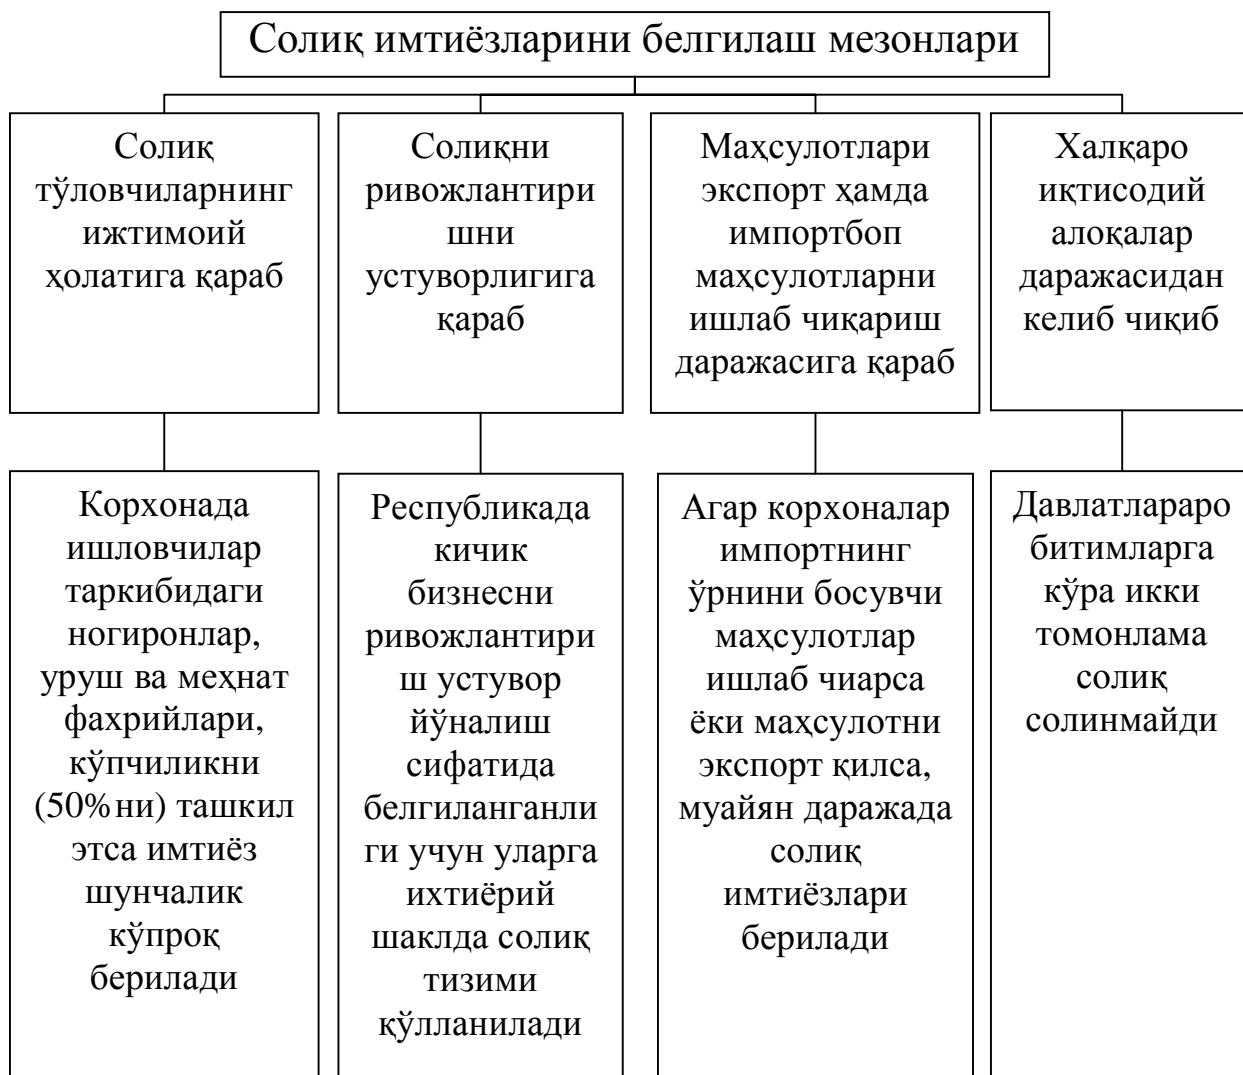 Солиқ имтиёзларини белгилаш мезонлари
Солиқ
тўловчиларнинг
ижтимоий
ҳолатига қараб
Солиқни
ривожлантири
шни
устуворлигига
қараб
Маҳсулотлари
экспорт ҳамда
импортбоп
маҳсулотларни
ишлаб чиқариш
даражасига қараб
Халқаро
иқтисодий
алоқалар
даражасидан
келиб чиқиб
Корхонада
ишловчилар
таркибидаги
ногиронлар,
уруш ва меҳнат
фахрийлари,
кўпчиликни
(50%ни) ташкил
этса имтиёз
шунчалик
кўпроқ
берилади
Республикада
кичик
бизнесни
ривожлантири
ш устувор
йўналиш
сифатида
белгиланганли
ги учун уларга
ихтиёрий
шаклда солиқ
тизими
қўлланилади
Агар корхоналар
импортнинг
ўрнини босувчи
маҳсулотлар
ишлаб чиарса
ёки маҳсулотни
экспорт қилса,
муайян даражада
солиқ
имтиёзлари
берилади
Давлатлараро
битимларга
кўра икки
томонлама
солиқ
солинмайди